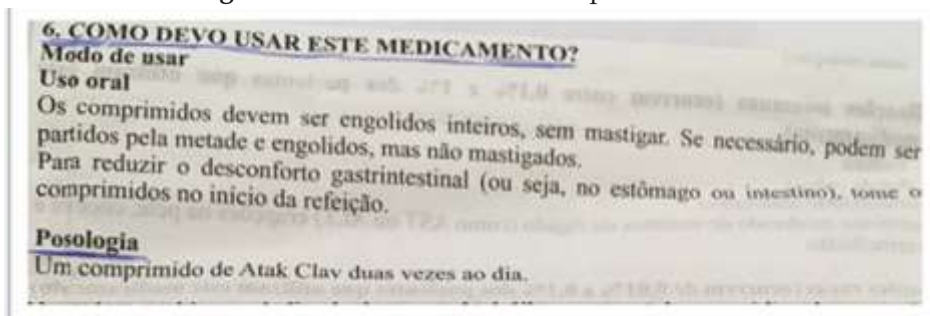 6. COMO DEVO USAR ESTE MEDICAMENTO?
Modo de usar
Uso oral
Os comprimidos devem ser engolidos inteiros, sem mastigar. Se necessário, podem ser
partidos pela metade e engolidos, mas não mastigados.
Para reduzir o desconforto gastrintestinal (ou seja, no estômago ou intestino), tome o
comprimidos no inicio da refeição.
Posologia
Um comprimido de Atak Clav duas vezes ao dia.